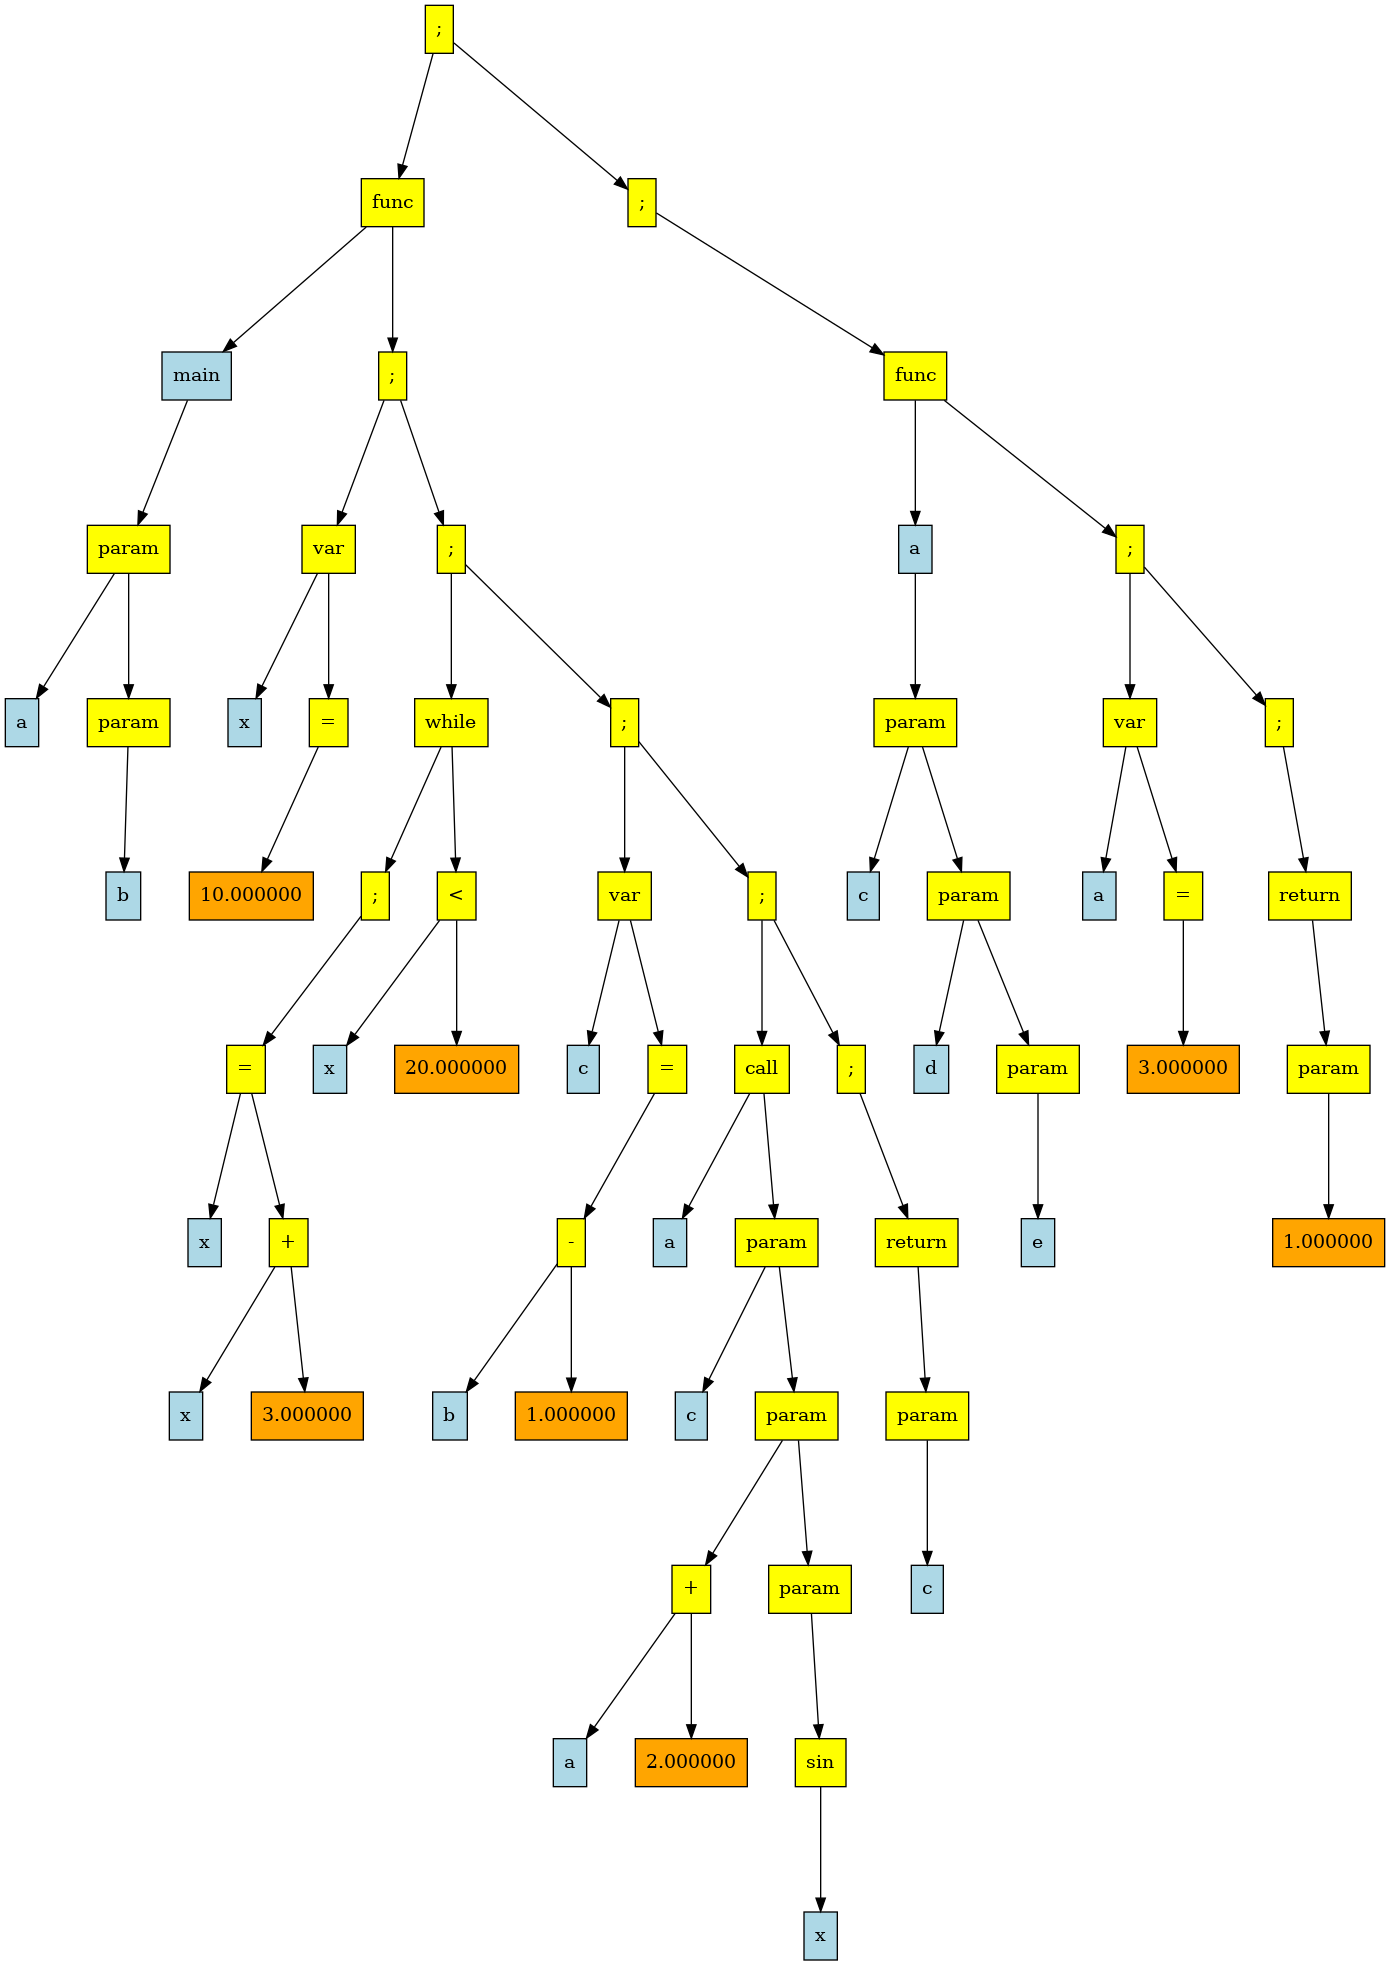 ;
func
;
main
;
func
param
var
;
a
;
a
param
x
=
while
;
param
var
;
b
10.000000
;
<
var
;
c
param
a
=
return
=
x
20.000000
c
=
call
;
d
param
3.000000
param
x
+
-
a
param
return
e
1.000000
x
3.000000
b
1.000000
c
param
param
+
param
c
a
2.000000
sin
x